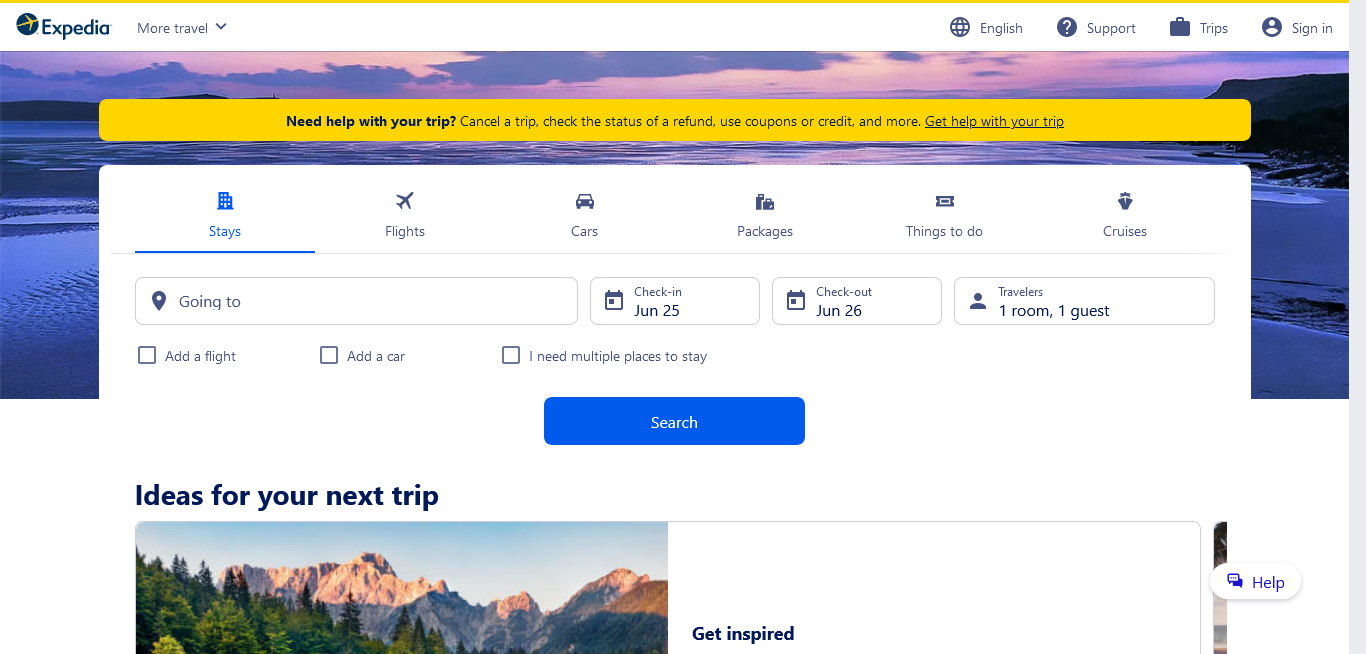 Expedia
More travel
English
Support
Trips
Sign in
Need help with your trip? Cancel a trip, check the status of a refund, use coupons or credit, and more. Get help with your trip
Stays
Flights
Cars
Packages
Things to do
Cruises
Going to
Check-in
Jun 25
Check-out
Jun 26
Travelers
1 room, 1 guest
Add a flight
Add a car
I need multiple places to stay
Search
Ideas for your next trip
Get inspired
Help